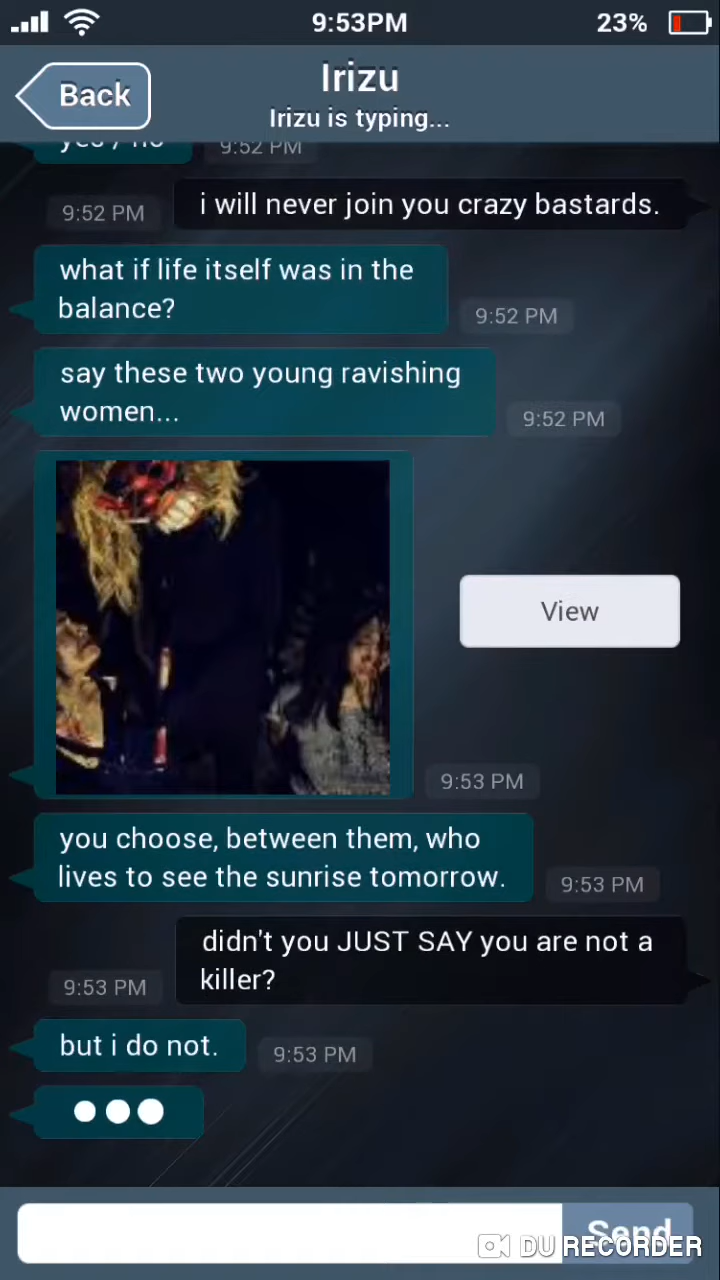 9:53PM
23%
Back
Irizu
Irizu is typing...
yes / no
9:52 PM
9:52 PM
i will never join you crazy bastards.
what if life itself was in the
balance?
9:52 PM
say these two young ravishing
women...
9:52 PM
View
9:53 PM
you choose, between them, who
lives to see the sunrise tomorrow.
9:53 PM
didn't you JUST SAY you are not a
killer?
9:53 PM
but i do not.
9:53 PM
Send
DU RECORDER